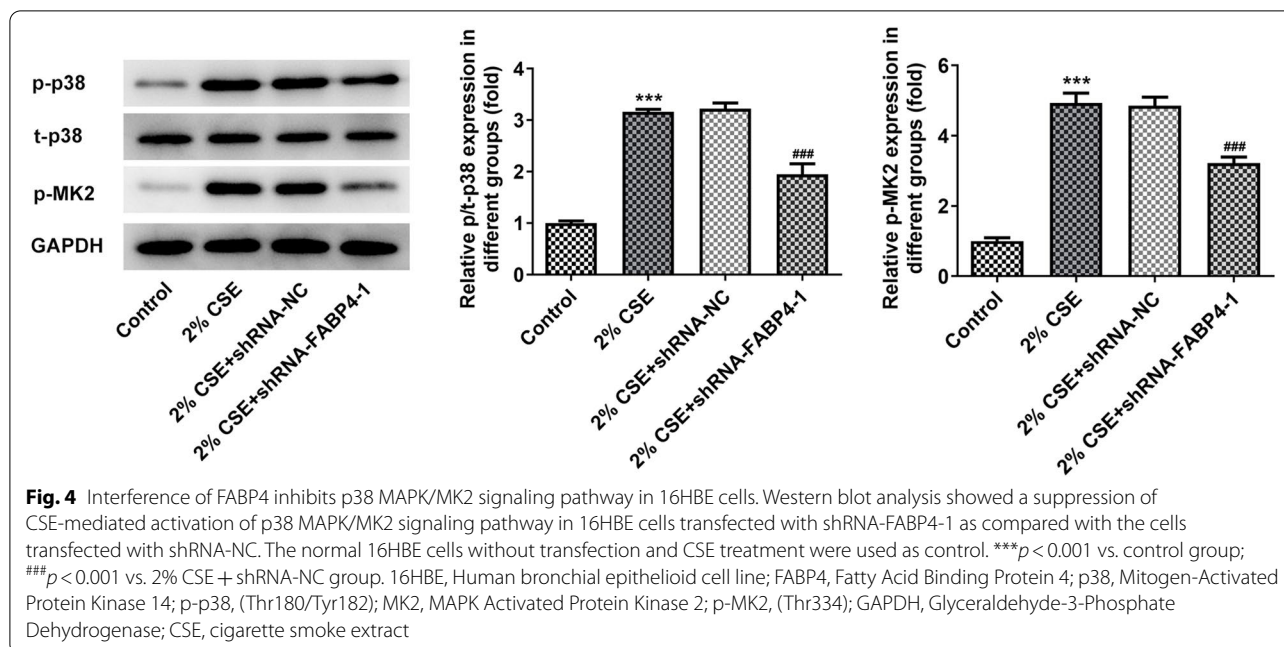 p-p38
t-p38
p-MK2
GAPDH
Control
2% CSE
2% CSE+shRNA-NC
2% CSE+shRNA-FABP4-1
Relative p/t-p38 expression in
different groups (fold)
4
3
2
1
0
***
###
Control
2% CSE
2% CSE+shRNA-NC
2% CSE+shRNA-FABP4-1
Relative p-MK2 expression in
different groups (fold)
6
4
2
0
***
###
Control
2% CSE
2% CSE+shRNA-NC
2% CSE+shRNA-FABP4-1
Fig. 4 Interference of FABP4 inhibits p38 MAPK/MK2 signaling pathway in 16HBE cells. Western blot analysis showed a suppression of
CSE-mediated activation of p38 MAPK/MK2 signaling pathway in 16HBE cells transfected with shRNA-FABP4-1 as compared with the cells
transfected with shRNA-NC. The normal 16HBE cells without transfection and CSE treatment were used as control. ***p < 0.001 vs. control group;
###p < 0.001 vs. 2% CSE + shRNA-NC group. 16HBE, Human bronchial epithelioid cell line; FABP4, Fatty Acid Binding Protein 4; p38, Mitogen-Activated
Protein Kinase 14; p-p38, (Thr180/Tyr182); MK2, MAPK Activated Protein Kinase 2; p-MK2, (Thr334); GAPDH, Glyceraldehyde-3-Phosphate
Dehydrogenase; CSE, cigarette smoke extract